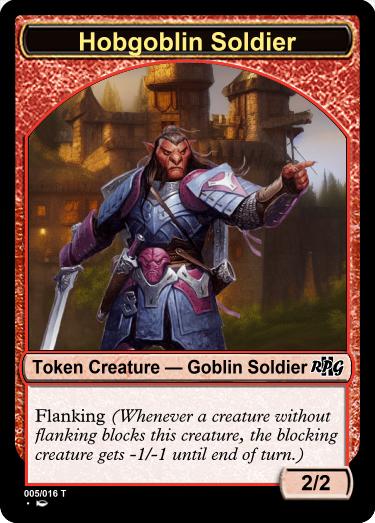 Hobgoblin Soldier
Token Creature — Goblin Soldier RPG
Flanking (Whenever a creature without
flanking blocks this creature, the blocking
creature gets -1/-1 until end of turn.)
2/2
005/016 T